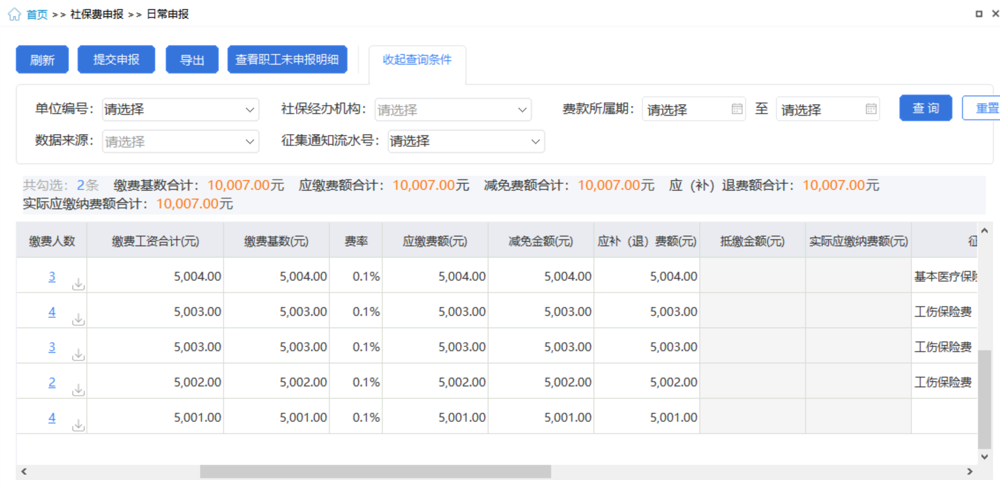 首页 >> 社保费申报 >> 日常申报
刷新 提交申报 导出 查看职工未申报明细 收起查询条件
单位编号： 请选择 社保经办机构： 请选择 费款所属期： 请选择 至 请选择 查 询 重置
数据来源： 请选择 征集通知流水号： 请选择
共勾选： 2条 缴费基数合计： 10,007.00元 应缴费额合计： 10,007.00元 减免费额合计： 10,007.00元 应（补）退费额合计： 10,007.00元
实际应缴纳费额合计： 10,007.00元
缴费人数 缴费工资合计(元) 缴费基数(元) 费率 应缴费额(元) 减免金额(元) 应补（退）费额(元) 抵缴金额(元) 实际应缴纳费额(元) 征
3 5,004.00 5,004.00 0.1% 5,004.00 5,004.00 5,004.00 基本医疗保险
4 5,003.00 5,003.00 0.1% 5,003.00 5,003.00 5,003.00 工伤保险费
3 5,003.00 5,003.00 0.1% 5,003.00 5,003.00 5,003.00 工伤保险费
2 5,002.00 5,002.00 0.1% 5,002.00 5,002.00 5,002.00 工伤保险费
4 5,001.00 5,001.00 0.1% 5,001.00 5,001.00 5,001.00